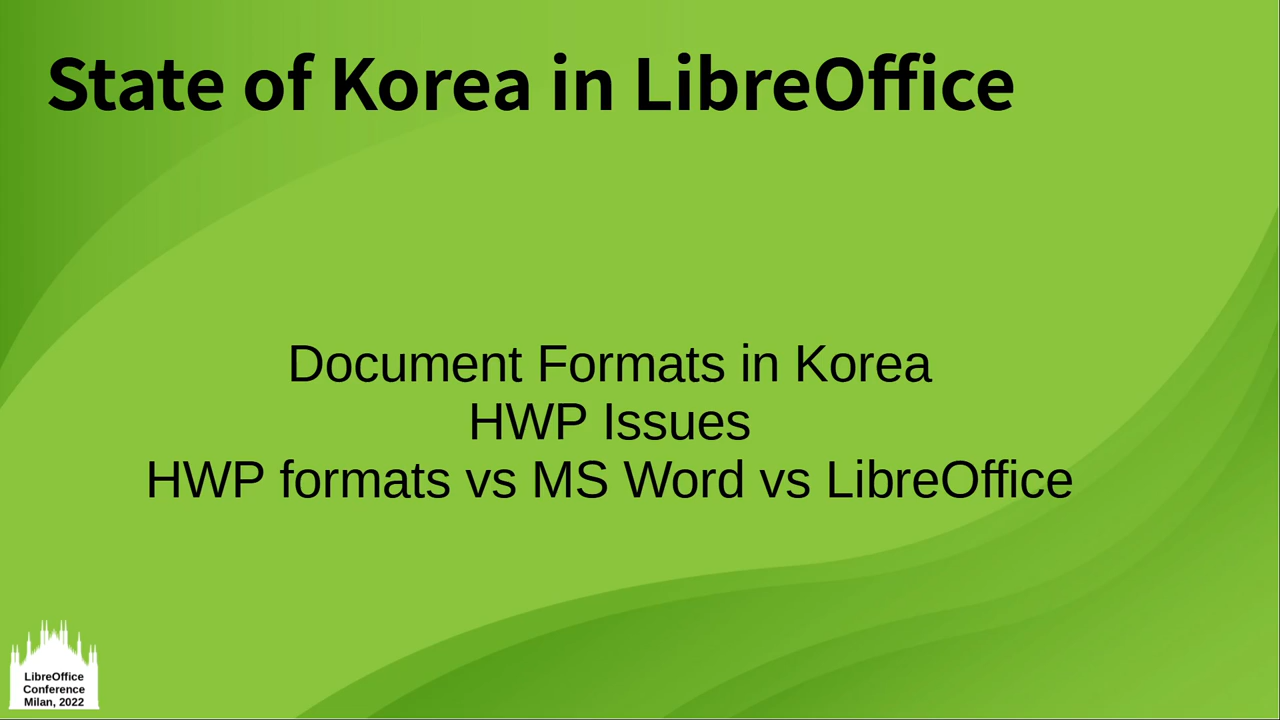 State of Korea in LibreOffice
Document Formats in Korea
HWP Issues
HWP formats vs MS Word vs LibreOffice
LibreOffice
Conference
Milan, 2022